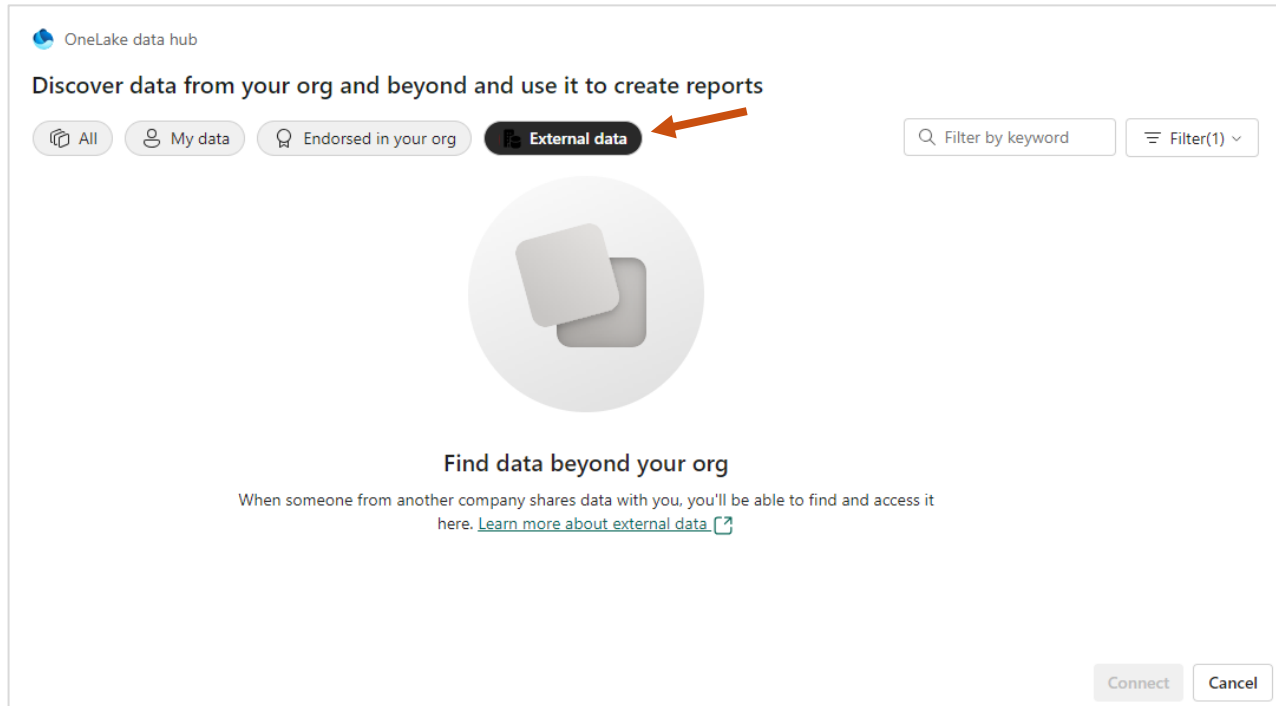 OneLake data hub
Discover data from your org and beyond and use it to create reports
All My data Endorsed in your org External data Filter by keyword Filter(1)
Find data beyond your org
When someone from another company shares data with you, you'll be able to find and access it
here. Learn more about external data
Connect Cancel